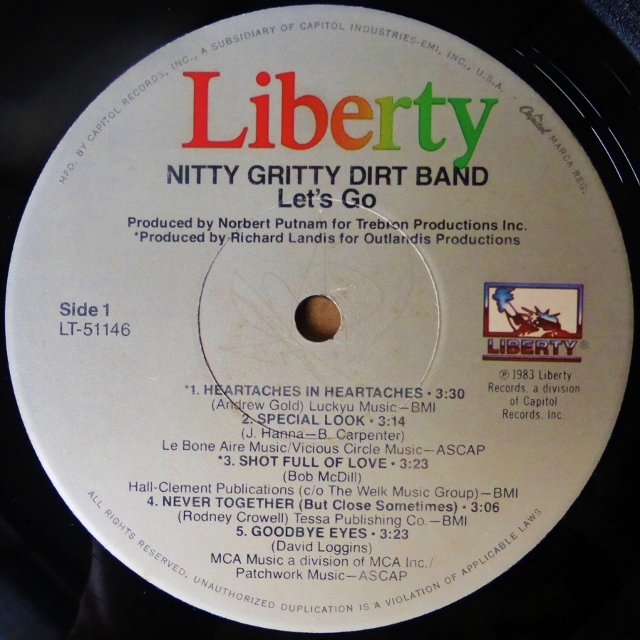 MFD. BY CAPITOL RECORDS, INC., A SUBSIDIARY OF CAPITOL INDUSTRIES-EMI, INC., U.S.A. · Capitol MARCA REG.
Liberty
NITTY GRITTY DIRT BAND
Let's Go
Produced by Norbert Putnam for Trebron Productions Inc.
*Produced by Richard Landis for Outlandis Productions
Side 1
LT-51146
LIBERTY®
℗ 1983 Liberty
Records, a division
of Capitol
Records, Inc.
*1. HEARTACHES IN HEARTACHES • 3:30
(Andrew Gold) Luckyu Music—BMI
2. SPECIAL LOOK • 3:14
(J. Hanna—B. Carpenter)
Le Bone Aire Music/Vicious Circle Music—ASCAP
*3. SHOT FULL OF LOVE • 3:23
(Bob McDill)
Hall-Clement Publications (c/o The Welk Music Group)—BMI
4. NEVER TOGETHER (But Close Sometimes) • 3:06
(Rodney Crowell) Tessa Publishing Co.—BMI
5. GOODBYE EYES • 3:23
(David Loggins)
MCA Music a division of MCA Inc./
Patchwork Music—ASCAP
ALL RIGHTS RESERVED, UNAUTHORIZED DUPLICATION IS A VIOLATION OF APPLICABLE LAWS